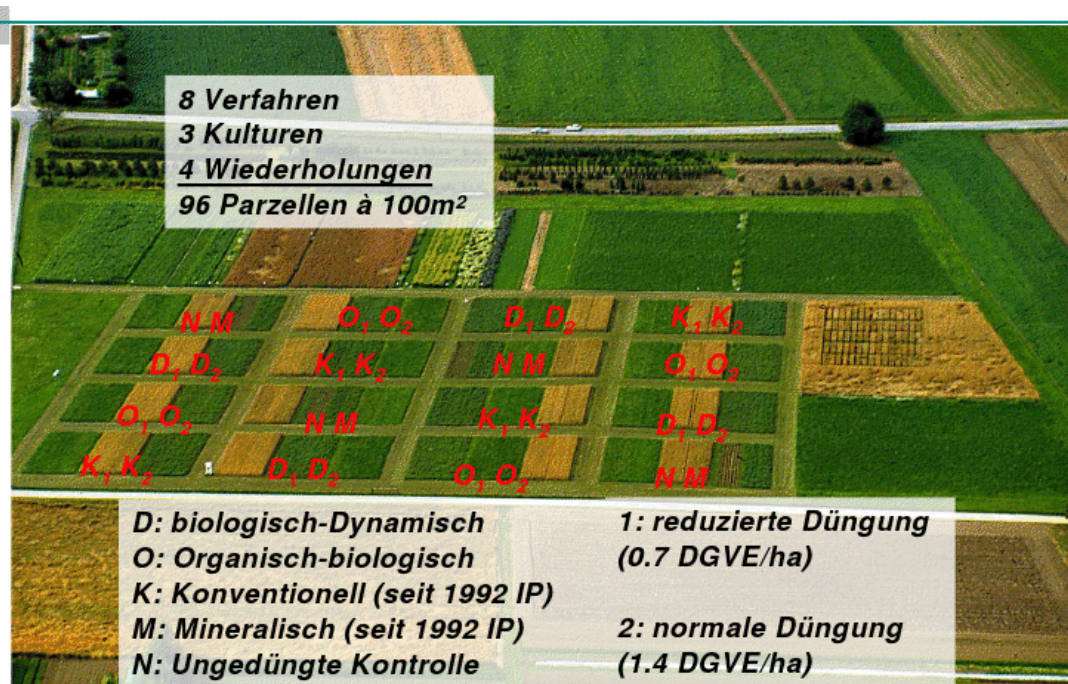 8 Verfahren
3 Kulturen
4 Wiederholungen
96 Parzellen à 100m²
N M O₁ O₂ D₁ D₂ K₁ K₂
D₁ D₂ K₁ K₂ N M O₁ O₂
O₁ O₂ N M K₁ K₂ D₁ D₂
K₁ K₂ D₁ D₂ O₁ O₂ N M
D: biologisch-Dynamisch
O: Organisch-biologisch
K: Konventionell (seit 1992 IP)
M: Mineralisch (seit 1992 IP)
N: Ungedüngte Kontrolle
1: reduzierte Düngung
(0.7 DGVE/ha)
2: normale Düngung
(1.4 DGVE/ha)